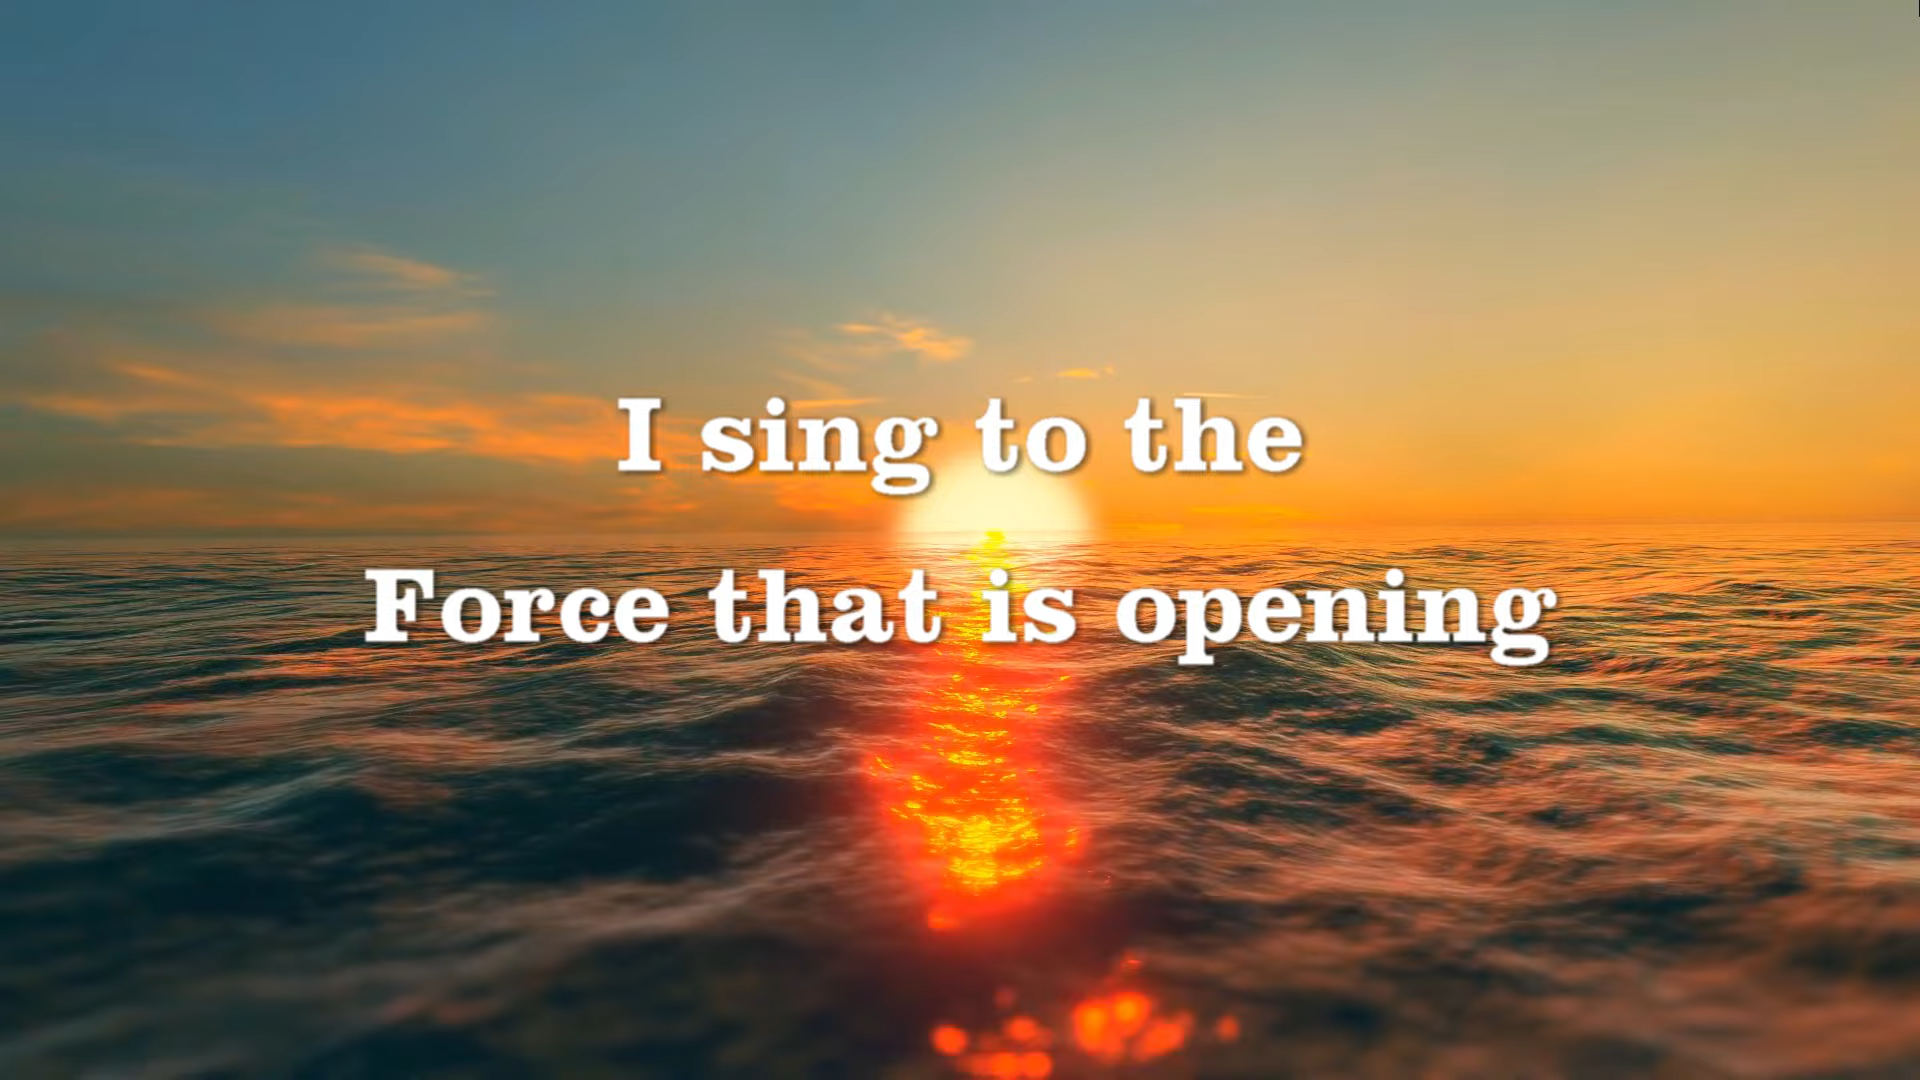 I sing to the
Force that is opening